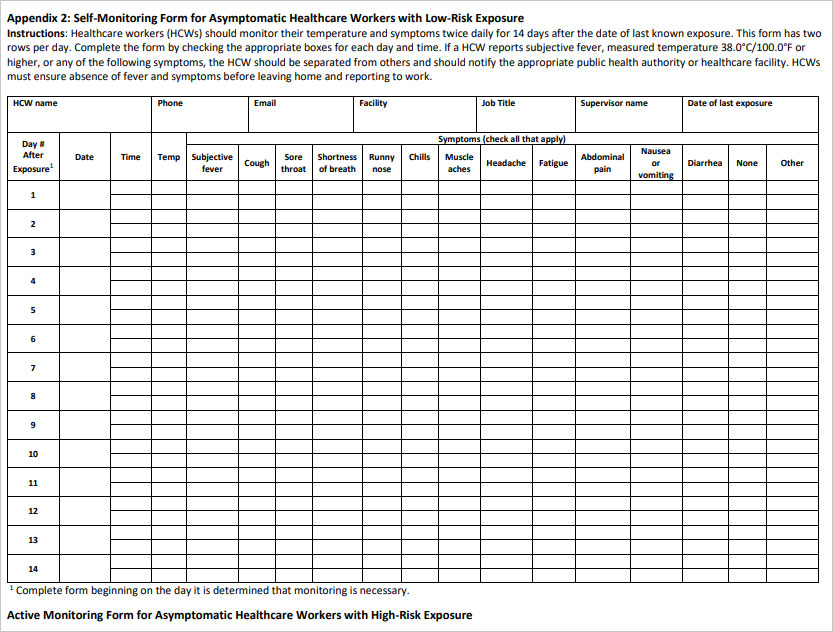 Appendix 2: Self-Monitoring Form for Asymptomatic Healthcare Workers with Low-Risk Exposure
Instructions: Healthcare workers (HCWs) should monitor their temperature and symptoms twice daily for 14 days after the date of last known exposure. This form has two
rows per day. Complete the form by checking the appropriate boxes for each day and time. If a HCW reports subjective fever, measured temperature 38.0°C/100.0°F or
higher, or any of the following symptoms, the HCW should be separated from others and should notify the appropriate public health authority or healthcare facility. HCWs
must ensure absence of fever and symptoms before leaving home and reporting to work.
HCW name Phone Email Facility Job Title Supervisor name Date of last exposure
Symptoms (check all that apply)
Day #
After
Exposure¹
Date
Time
Temp
Subjective
fever
Cough
Sore
throat
Shortness
of breath
Runny
nose
Chills
Muscle
aches
Headache
Fatigue
Abdominal
pain
Nausea
or
vomiting
Diarrhea
None
Other
1
2
3
4
5
6
7
8
9
10
11
12
13
14
¹ Complete form beginning on the day it is determined that monitoring is necessary.
Active Monitoring Form for Asymptomatic Healthcare Workers with High-Risk Exposure